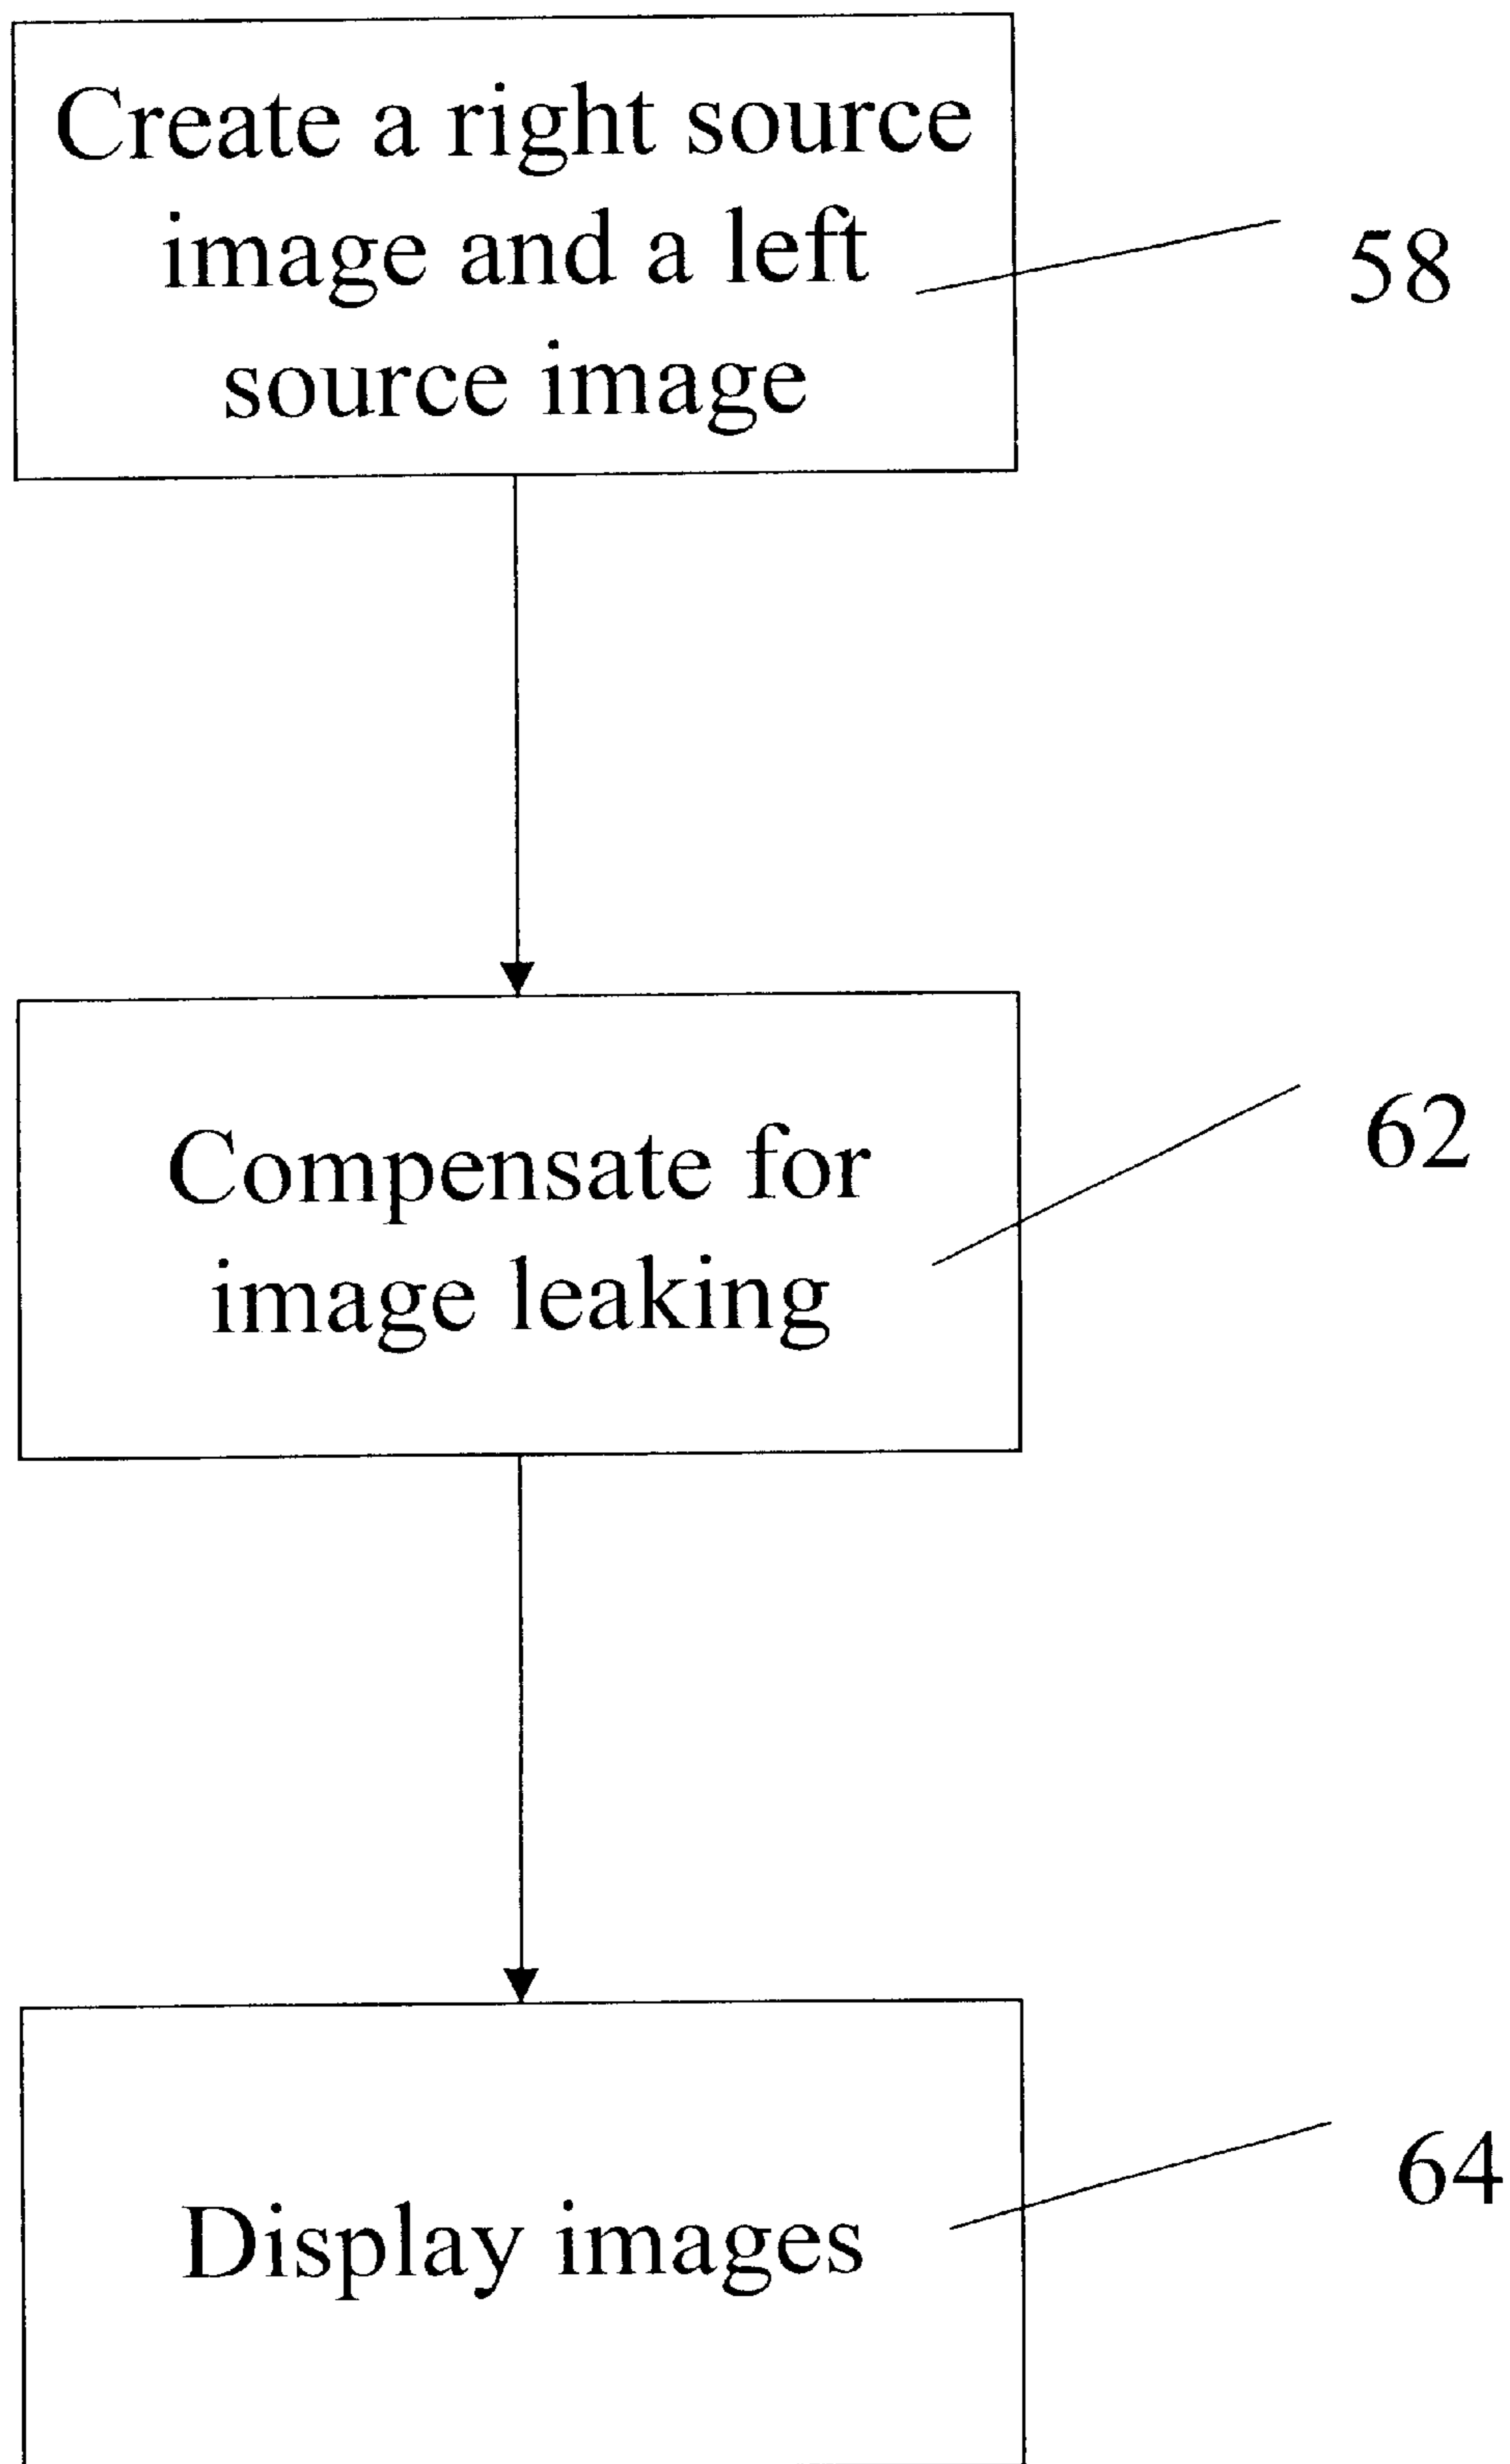 Create a right source
image and a left
source image
58
Compensate for
image leaking
62
Display images
64